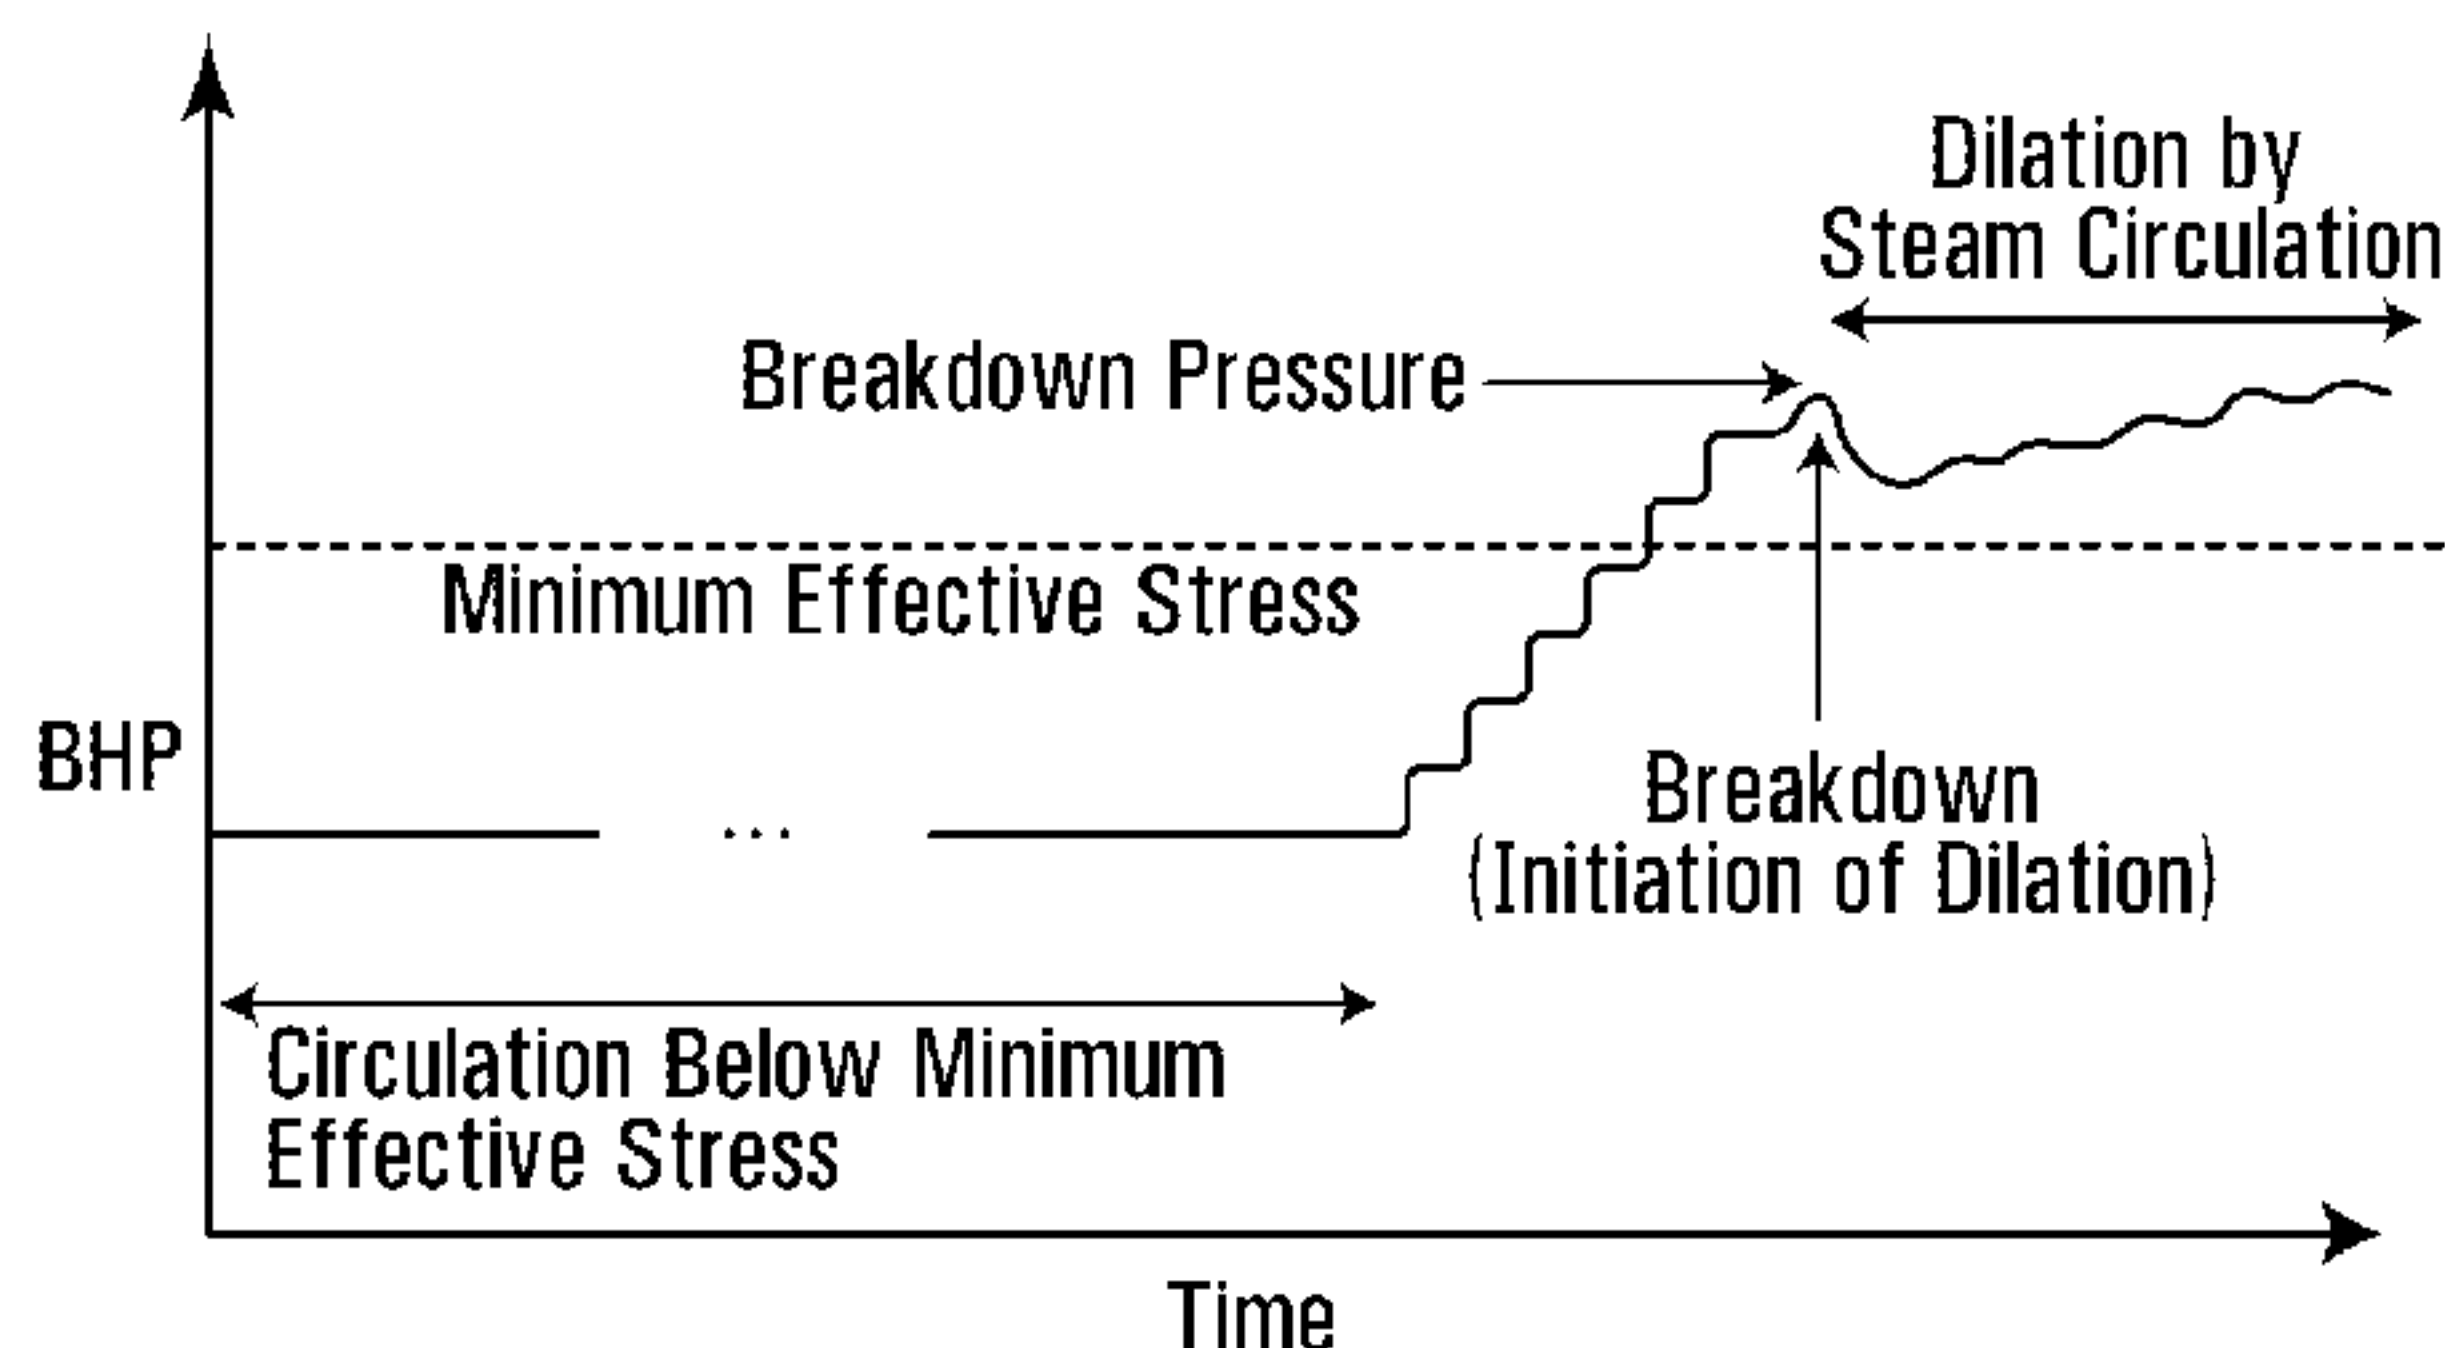 Dilation by
Steam Circulation
Breakdown Pressure
Minimum Effective Stress
BHP
...
Breakdown
(Initiation of Dilation)
Circulation Below Minimum
Effective Stress
Time